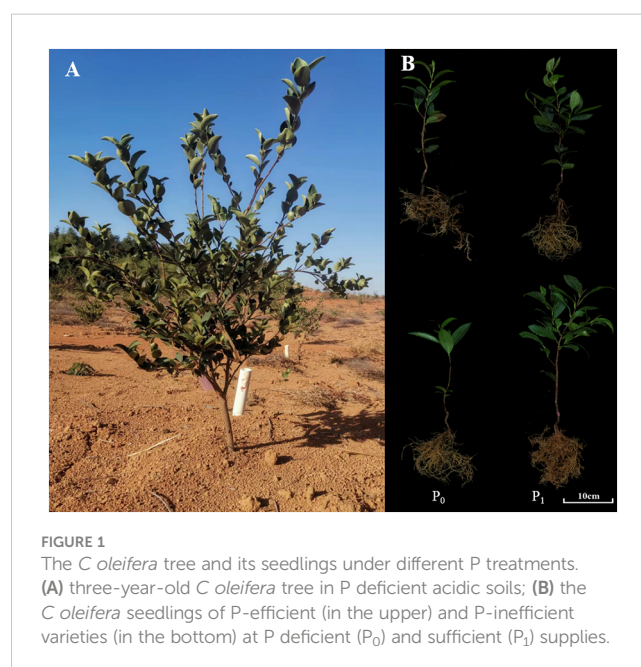 A
B
P₀
P₁
10cm
FIGURE 1
The C oleifera tree and its seedlings under different P treatments.
(A) three-year-old C oleifera tree in P deficient acidic soils; (B) the
C oleifera seedlings of P-efficient (in the upper) and P-inefficient
varieties (in the bottom) at P deficient (P₀) and sufficient (P₁) supplies.